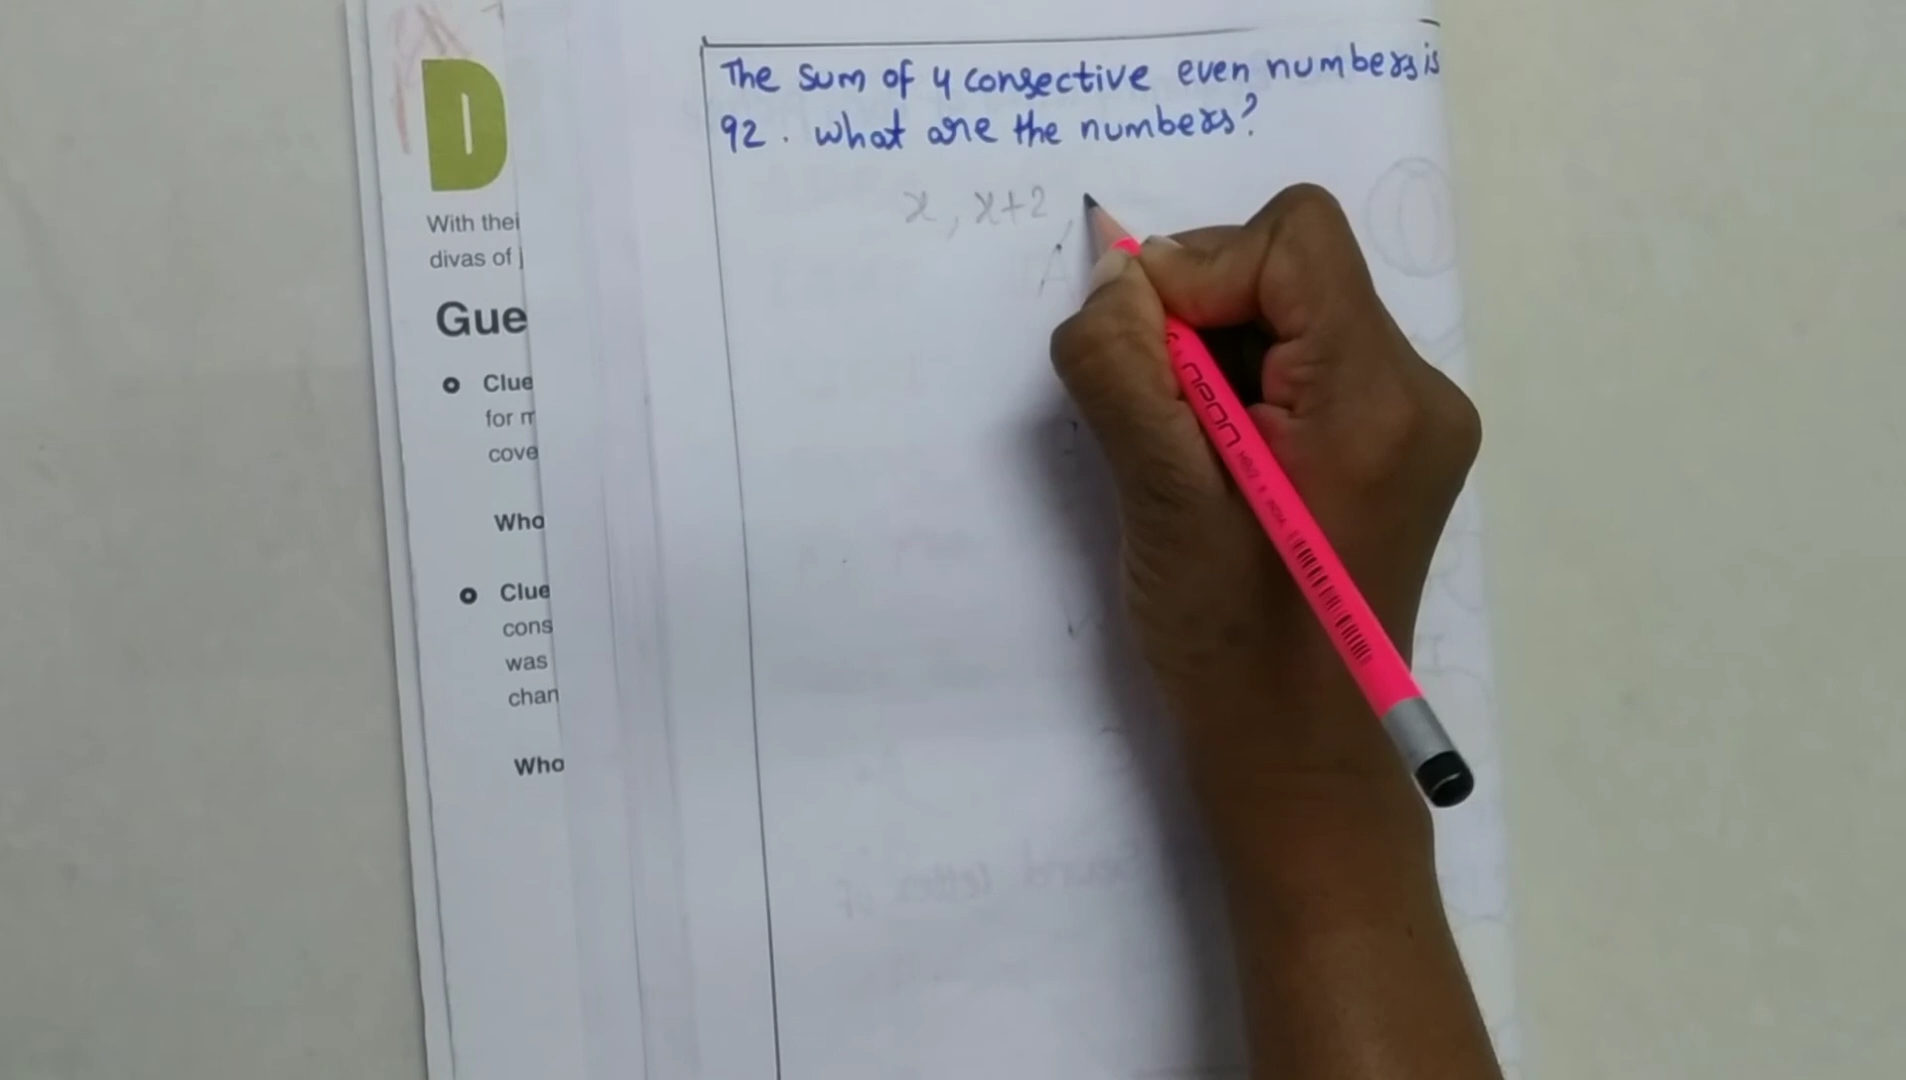 The sum of 4 consective even numbers is
92. What are the numbers?
x, x+2,
D
With thei
divas of j
Gue
Clue
for m
cove
Who
Clue
cons
was
chan
Who